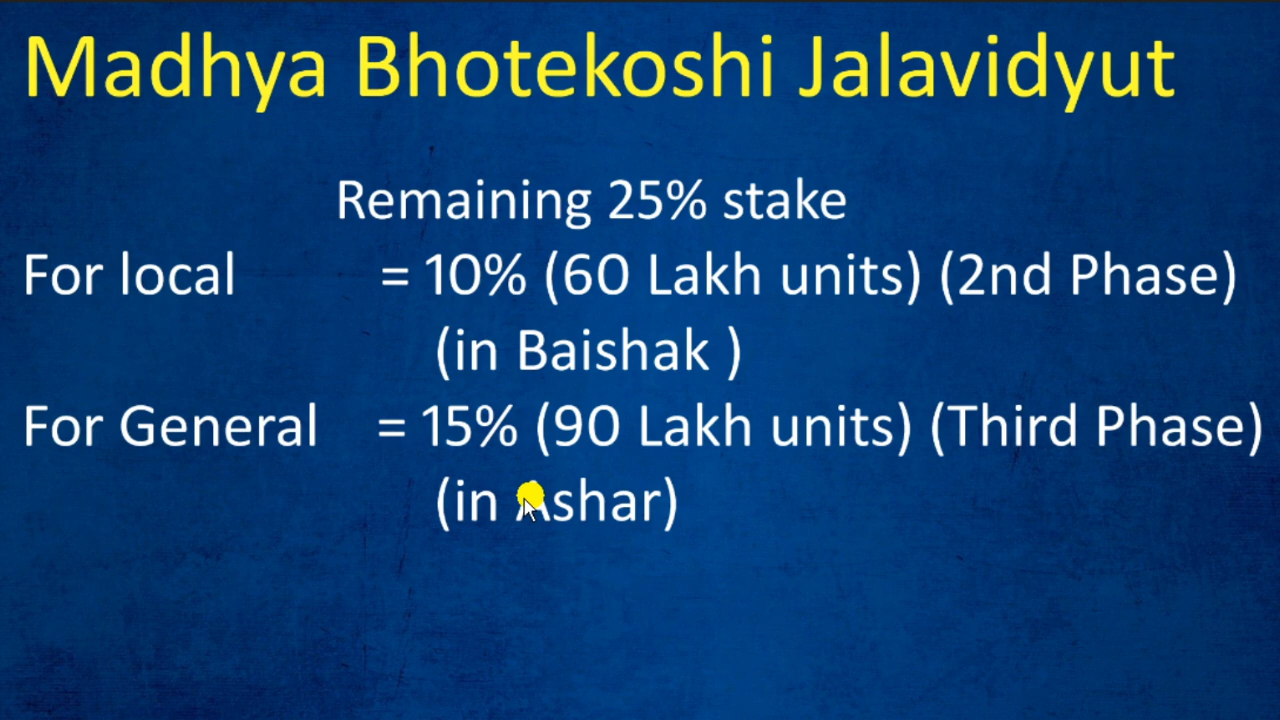 Madhya Bhotekoshi Jalavidyut
Remaining 25% stake
For local = 10% (60 Lakh units) (2nd Phase)
(in Baishak )
For General = 15% (90 Lakh units) (Third Phase)
(in Ashar)